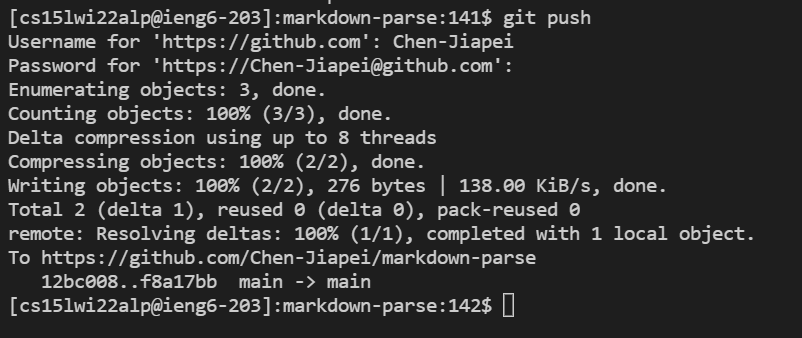 [cs15lwi22alp@ieng6-203]:markdown-parse:141$ git push
Username for 'https://github.com': Chen-Jiapei
Password for 'https://Chen-Jiapei@github.com':
Enumerating objects: 3, done.
Counting objects: 100% (3/3), done.
Delta compression using up to 8 threads
Compressing objects: 100% (2/2), done.
Writing objects: 100% (2/2), 276 bytes | 138.00 KiB/s, done.
Total 2 (delta 1), reused 0 (delta 0), pack-reused 0
remote: Resolving deltas: 100% (1/1), completed with 1 local object.
To https://github.com/Chen-Jiapei/markdown-parse
   12bc008..f8a17bb  main -> main
[cs15lwi22alp@ieng6-203]:markdown-parse:142$